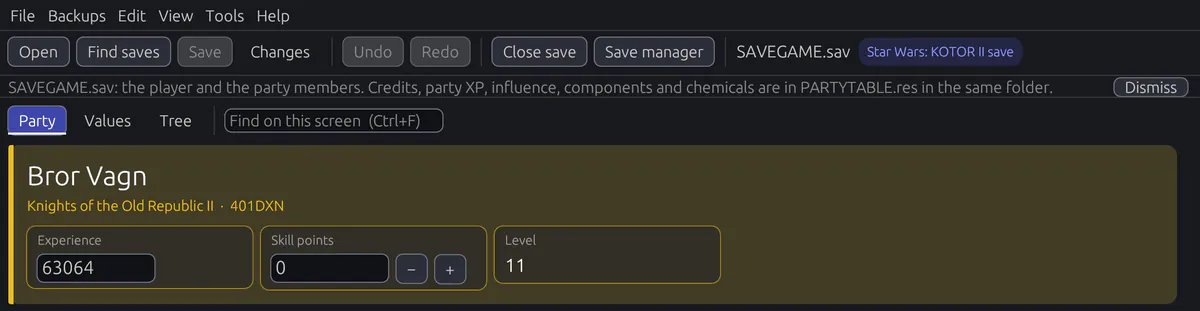 File Backups Edit View Tools Help
Open Find saves Save Changes Undo Redo Close save Save manager SAVEGAME.sav Star Wars: KOTOR II save
SAVEGAME.sav: the player and the party members. Credits, party XP, influence, components and chemicals are in PARTYTABLE.res in the same folder. Dismiss
Party Values Tree Find on this screen (Ctrl+F)
Bror Vagn
Knights of the Old Republic II · 401DXN
Experience Skill points Level
63064 0 − + 11